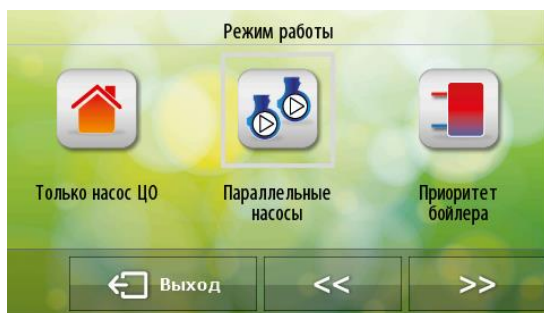 Режим работы
Только насос ЦО
Параллельные
насосы
Приоритет
бойлера
Выход
<<
>>